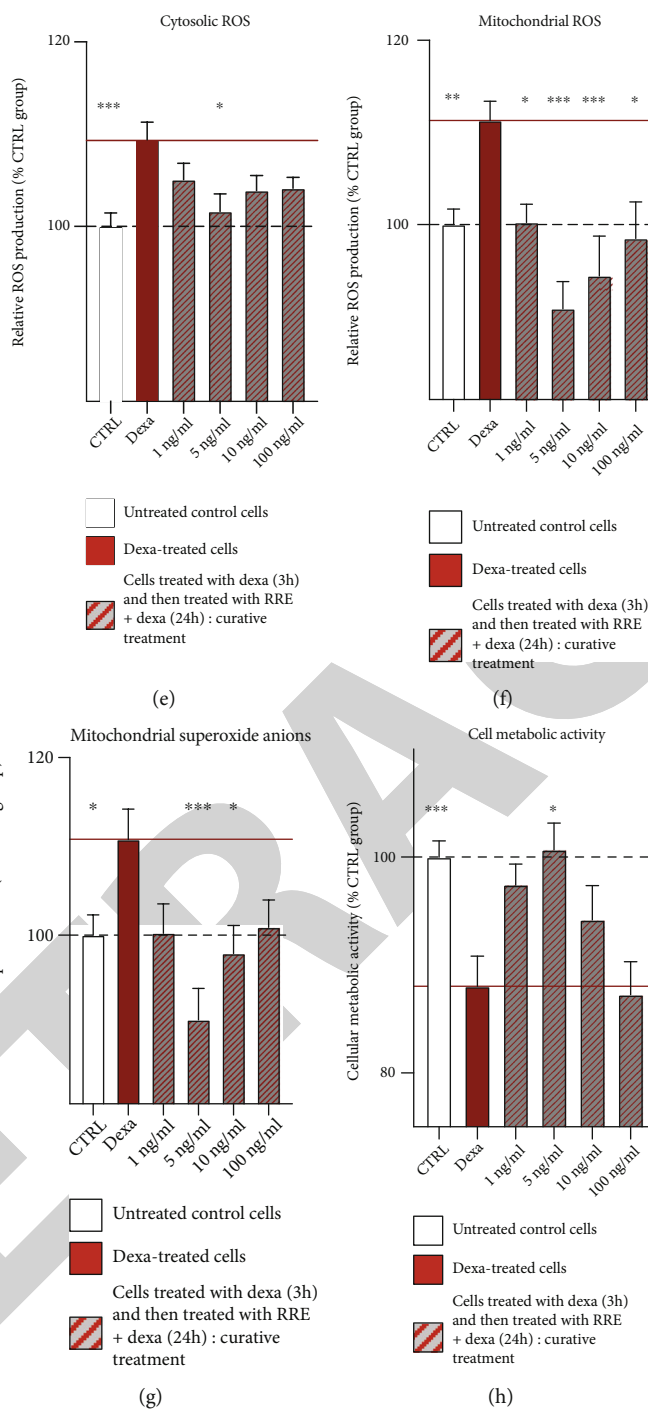 Cytosolic ROS
Relative ROS production (% CTRL group)
120
100
*** *
CTRL
Dexa
1 ng/ml
5 ng/ml
10 ng/ml
100 ng/ml
Untreated control cells
Dexa-treated cells
Cells treated with dexa (3h)
and then treated with RRE
+ dexa (24h) : curative
treatment
(e)
Mitochondrial ROS
Relative ROS production (% CTRL group)
120
100
** * *** *** *
CTRL
Dexa
1 ng/ml
5 ng/ml
10 ng/ml
100 ng/ml
Untreated control cells
Dexa-treated cells
Cells treated with dexa (3h)
and then treated with RRE
+ dexa (24h) : curative
treatment
(f)
Mitochondrial superoxide anions
120
100
* *** *
CTRL
Dexa
1 ng/ml
5 ng/ml
10 ng/ml
100 ng/ml
Untreated control cells
Dexa-treated cells
Cells treated with dexa (3h)
and then treated with RRE
+ dexa (24h) : curative
treatment
(g)
Cell metabolic activity
Cellular metabolic activity (% CTRL group)
100
80
*** *
CTRL
Dexa
1 ng/ml
5 ng/ml
10 ng/ml
100 ng/ml
Untreated control cells
Dexa-treated cells
Cells treated with dexa (3h)
and then treated with RRE
+ dexa (24h) : curative
treatment
(h)